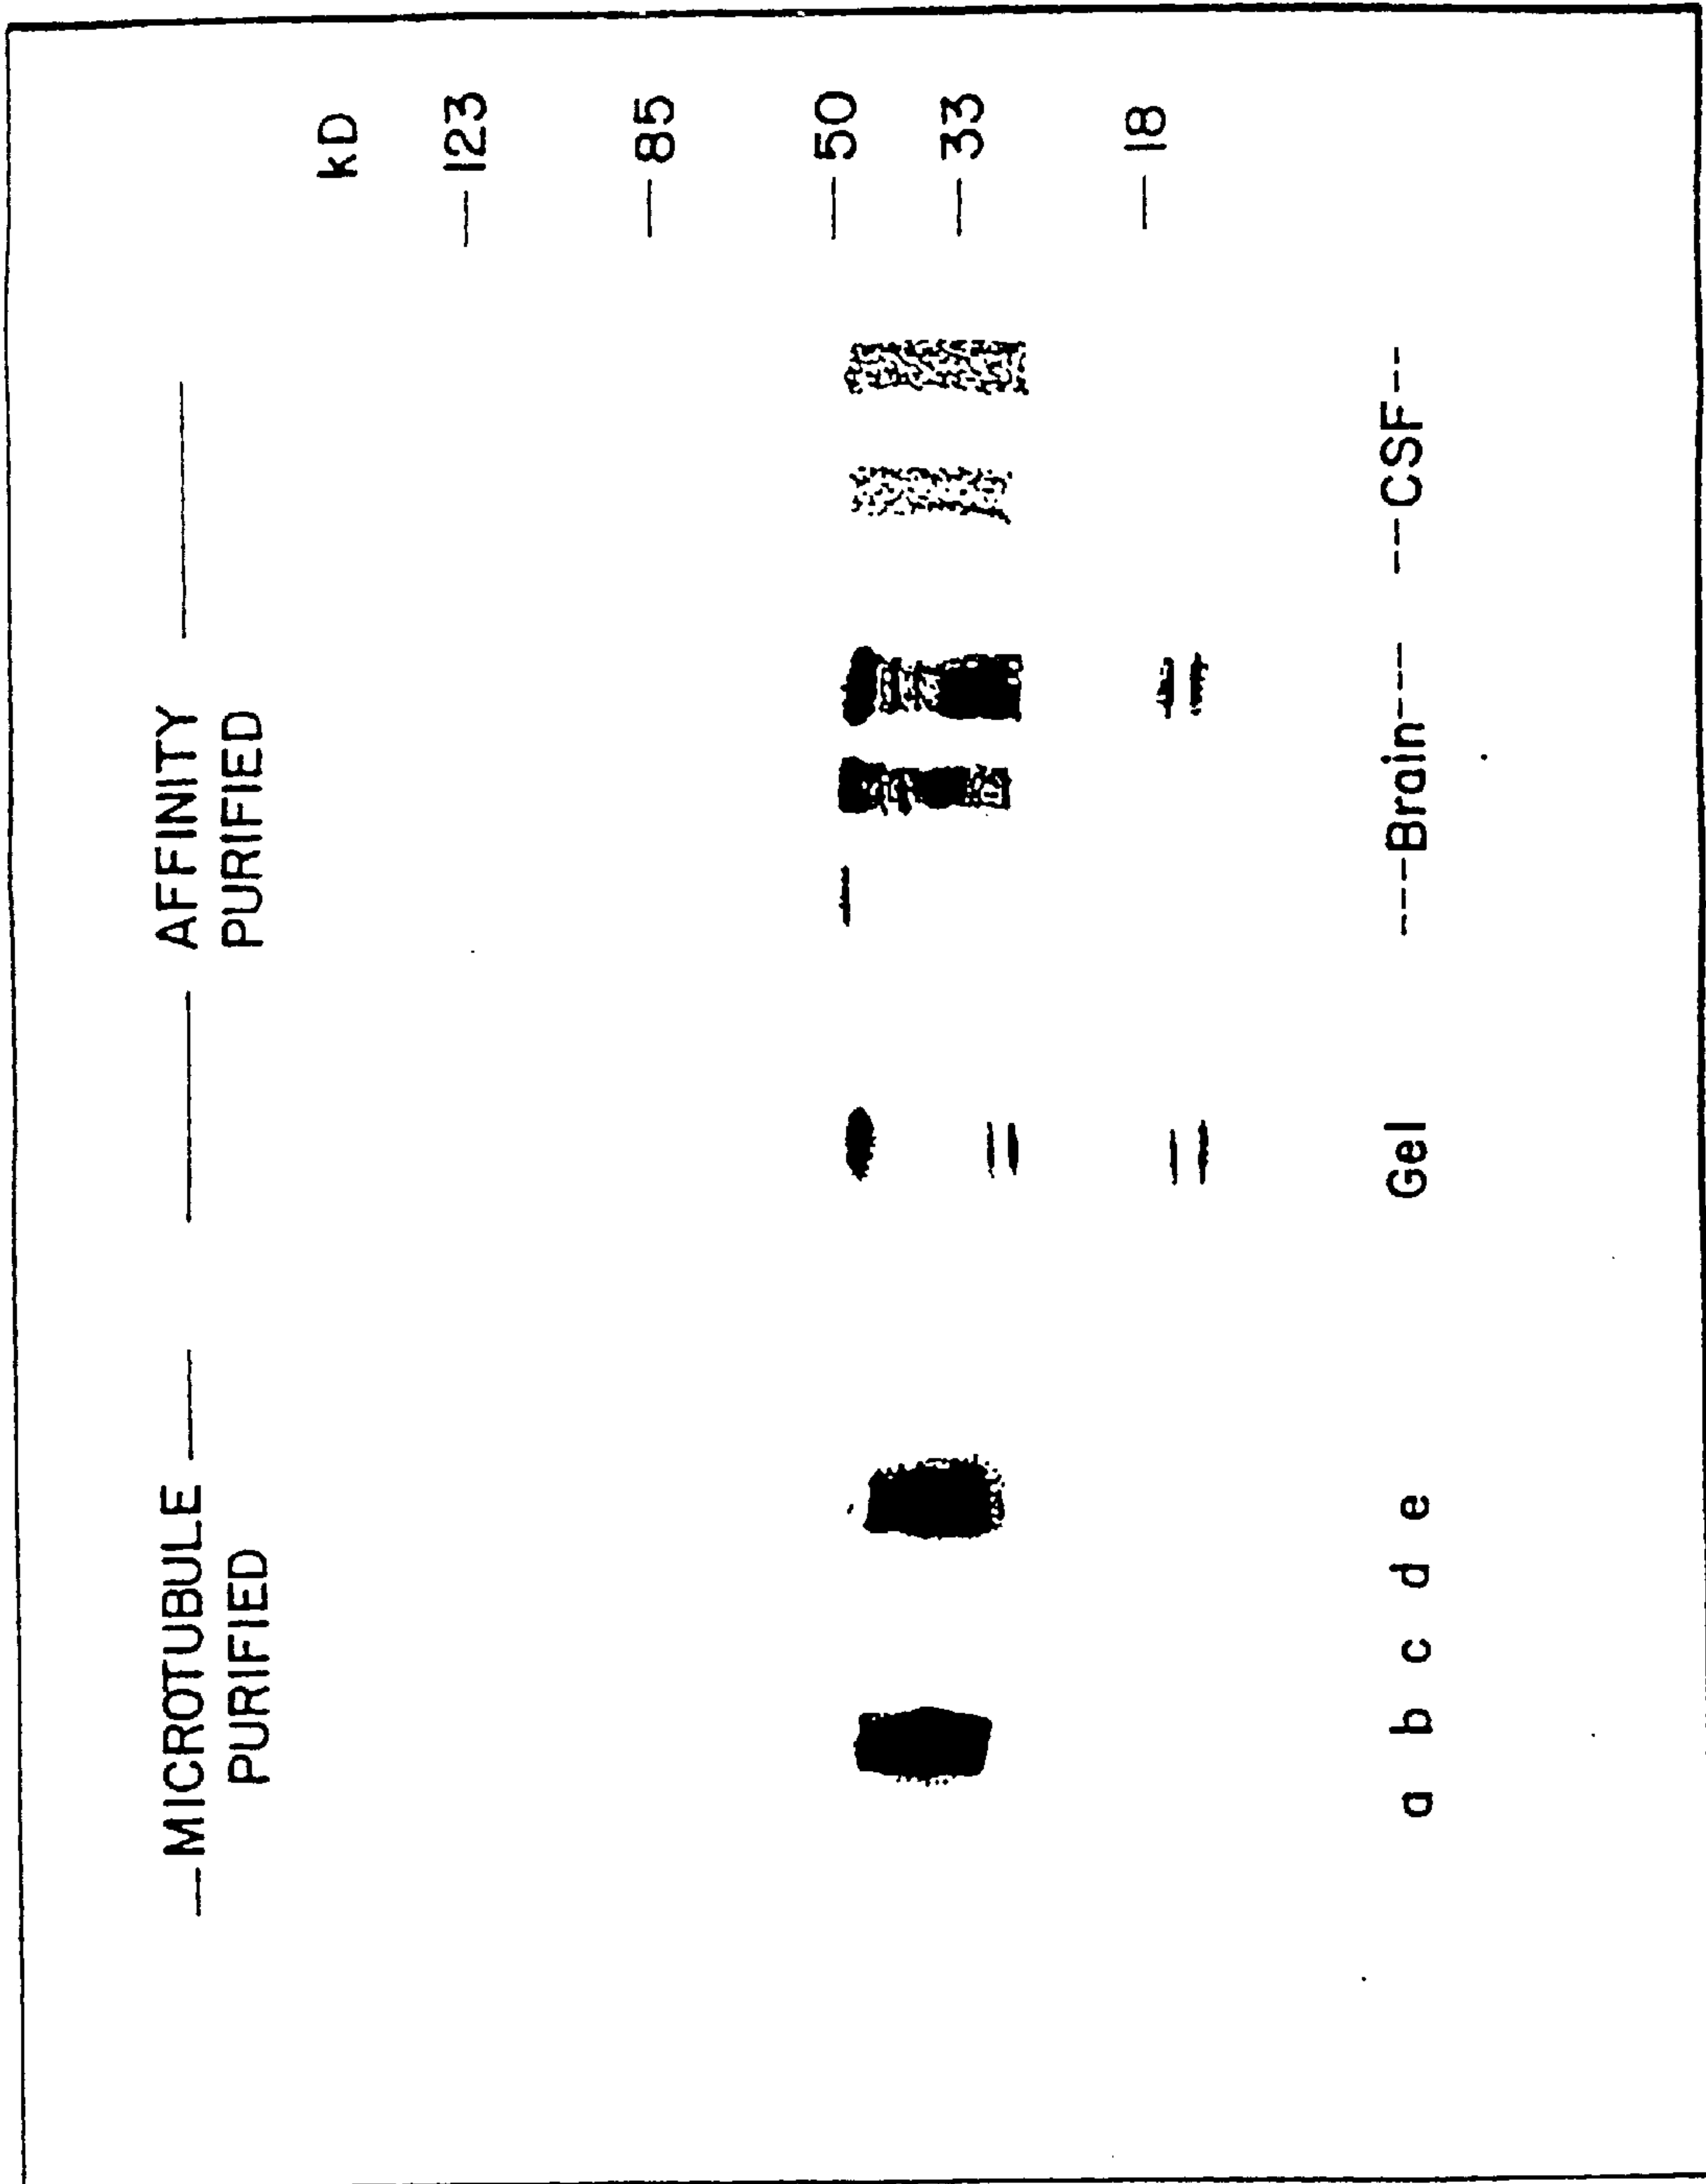 —MICROTUBULE— —AFFINITY—
PURIFIED PURIFIED
kD
—123
—85
—50
—33
—18
a b c d e Gel ---Brain--- ---CSF---